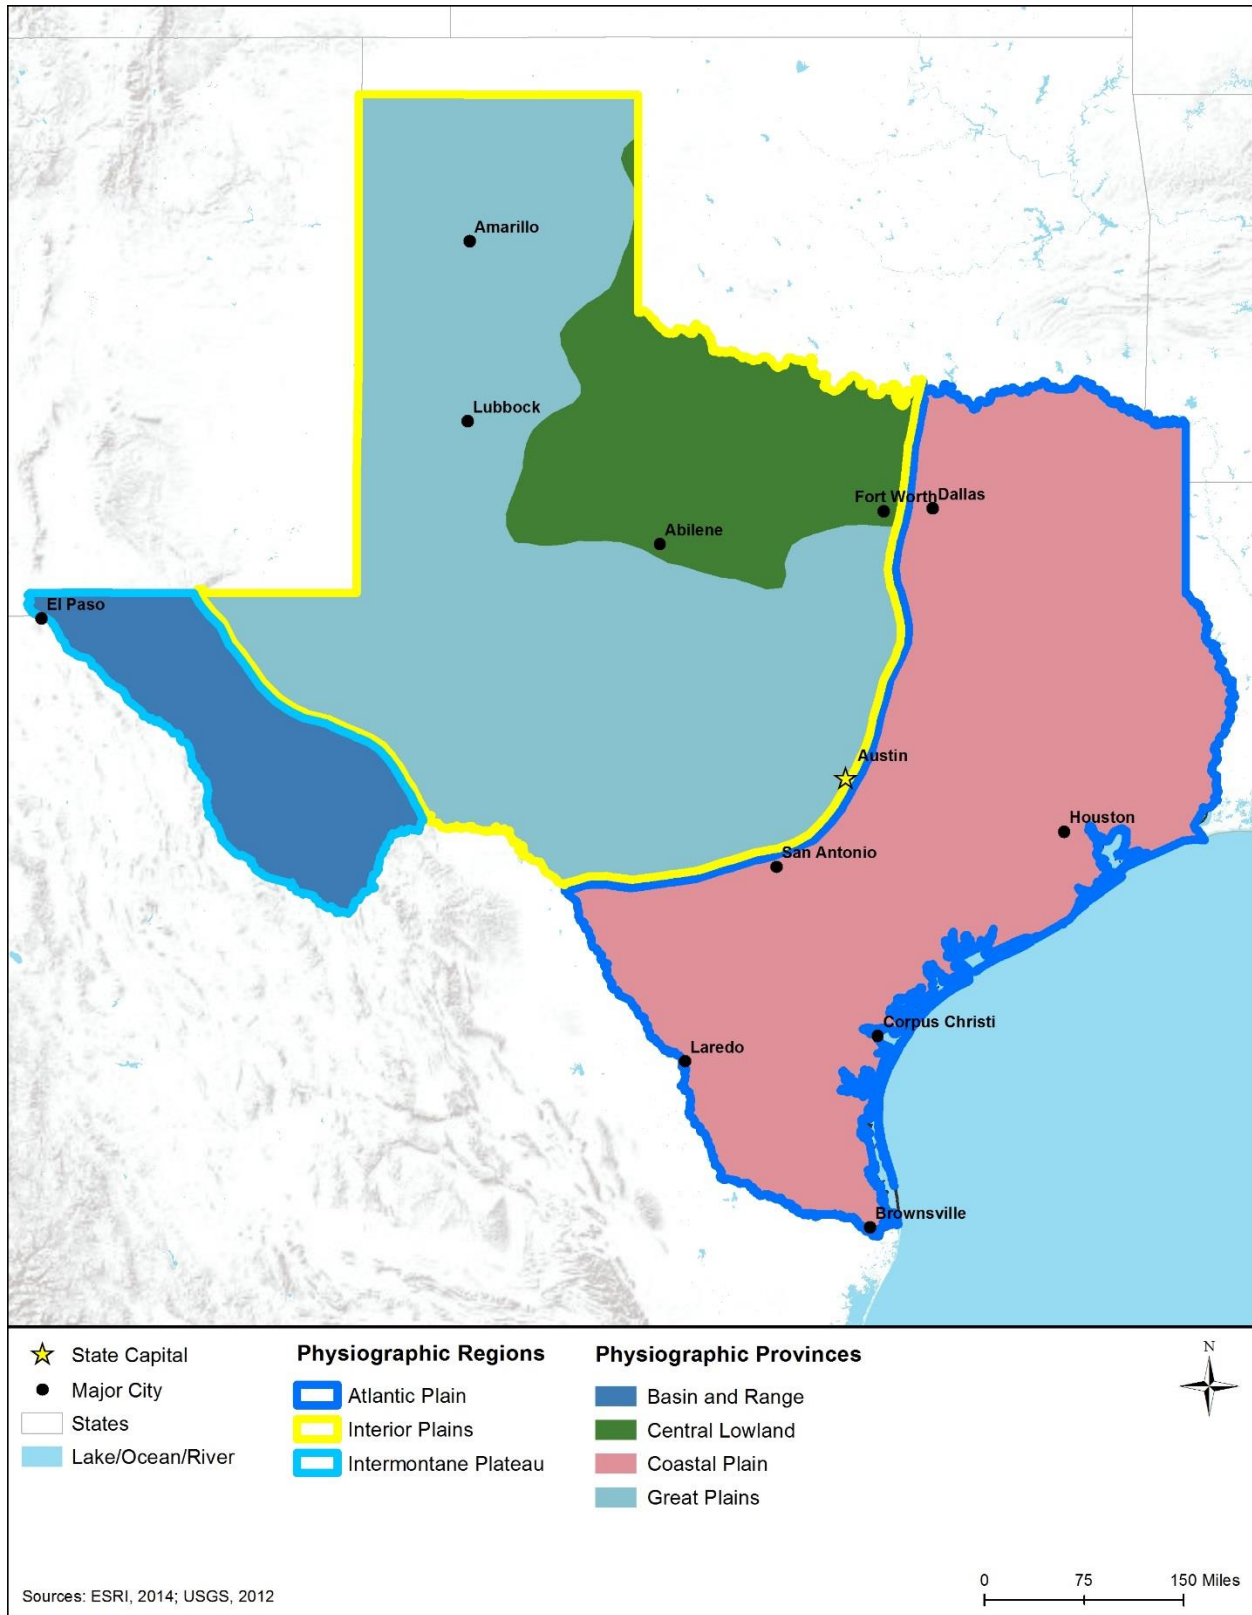 Amarillo
Lubbock
Fort Worth
Dallas
Abilene
El Paso
Austin
Houston
San Antonio
Corpus Christi
Laredo
Brownsville
State Capital
Major City
States
Lake/Ocean/River
Physiographic Regions
Atlantic Plain
Interior Plains
Intermontane Plateau
Physiographic Provinces
Basin and Range
Central Lowland
Coastal Plain
Great Plains
N
Sources: ESRI, 2014; USGS, 2012
0 75 150 Miles